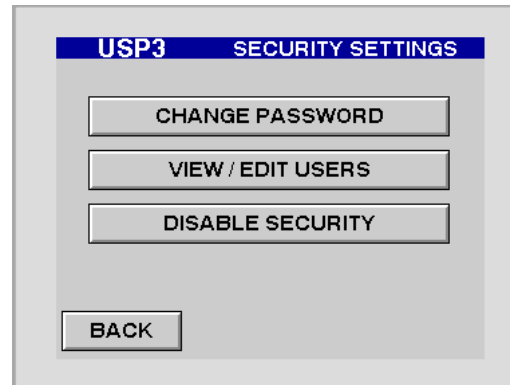 USP3 SECURITY SETTINGS
CHANGE PASSWORD
VIEW / EDIT USERS
DISABLE SECURITY
BACK